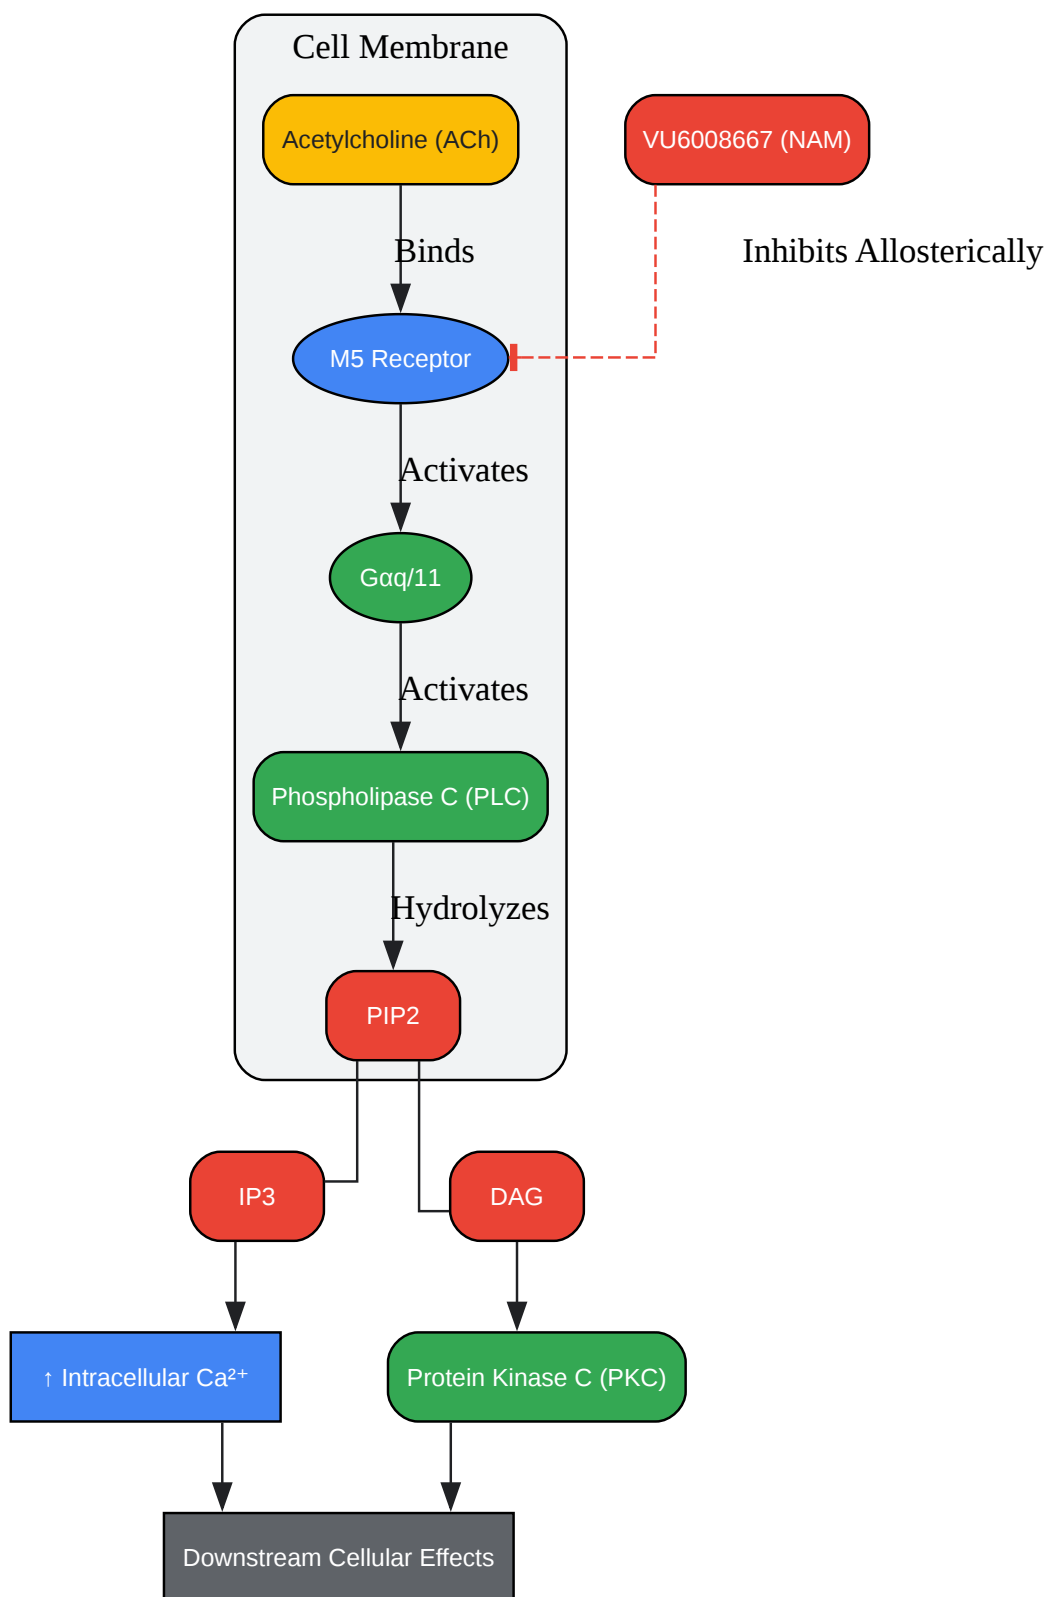 Cell Membrane
Acetylcholine (ACh)
VU6008667 (NAM)
Binds
Inhibits Allosterically
M5 Receptor
Activates
Gαq/11
Activates
Phospholipase C (PLC)
Hydrolyzes
PIP2
IP3
DAG
↑ Intracellular Ca²⁺
Protein Kinase C (PKC)
Downstream Cellular Effects